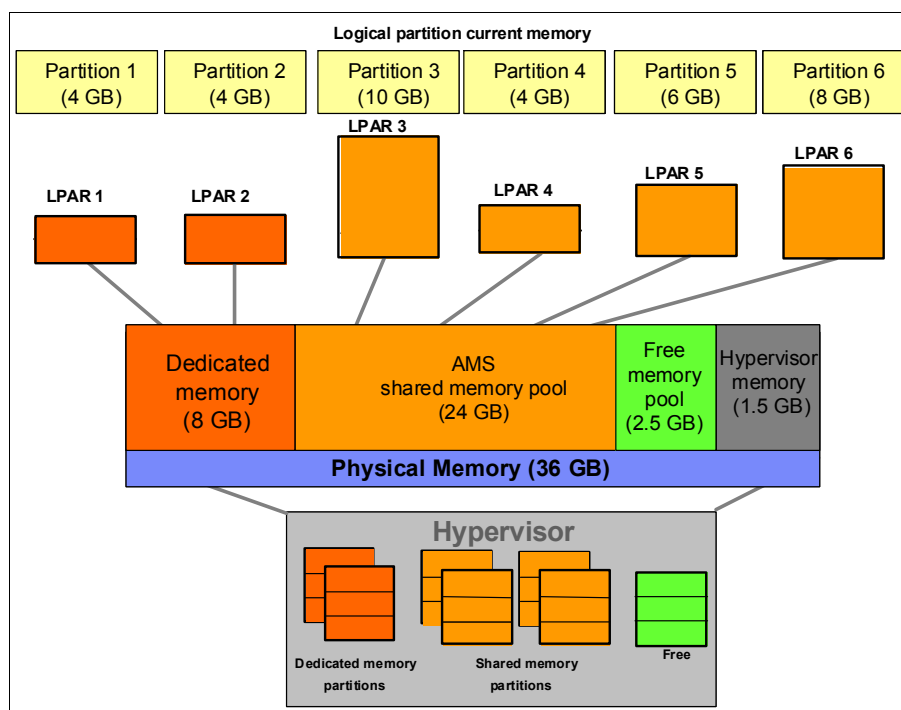 Logical partition current memory
Partition 1
(4 GB)
Partition 2
(4 GB)
Partition 3
(10 GB)
Partition 4
(4 GB)
Partition 5
(6 GB)
Partition 6
(8 GB)
LPAR 1
LPAR 2
LPAR 3
LPAR 4
LPAR 5
LPAR 6
Dedicated
memory
(8 GB)
AMS
shared memory pool
(24 GB)
Free
memory
pool
(2.5 GB)
Hypervisor
memory
(1.5 GB)
Physical Memory (36 GB)
Hypervisor
Dedicated memory
partitions
Shared memory
partitions
Free